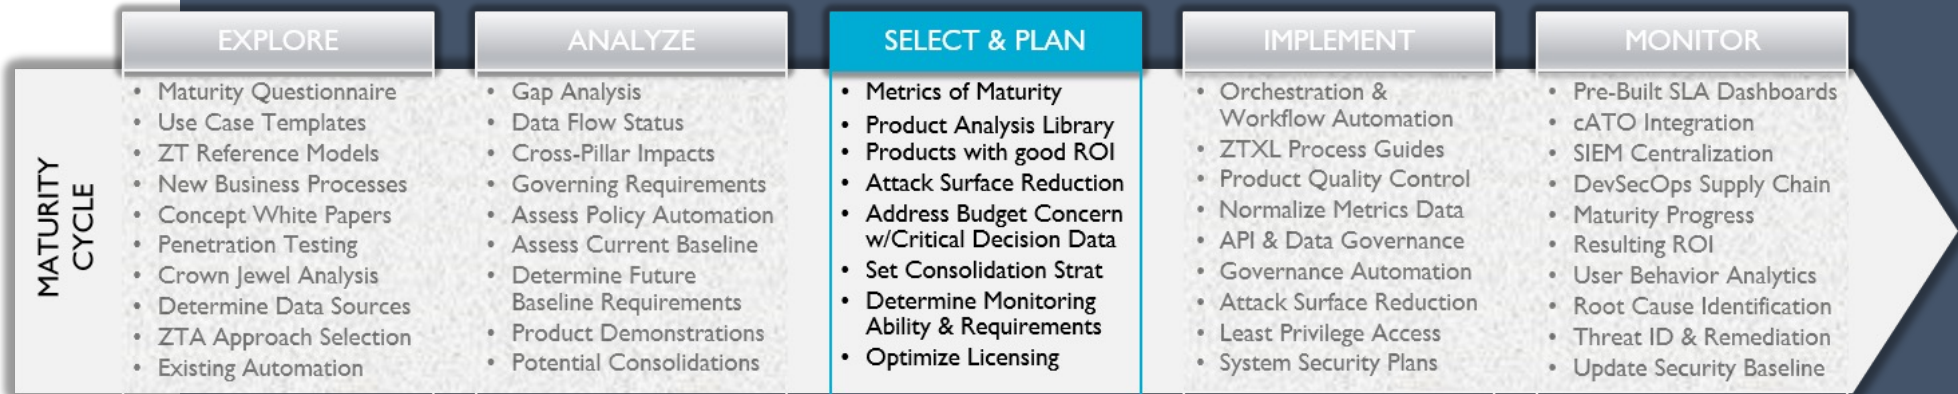 MATURITY
CYCLE
EXPLORE
• Maturity Questionnaire
• Use Case Templates
• ZT Reference Models
• New Business Processes
• Concept White Papers
• Penetration Testing
• Crown Jewel Analysis
• Determine Data Sources
• ZTA Approach Selection
• Existing Automation
ANALYZE
• Gap Analysis
• Data Flow Status
• Cross-Pillar Impacts
• Governing Requirements
• Assess Policy Automation
• Assess Current Baseline
• Determine Future
Baseline Requirements
• Product Demonstrations
• Potential Consolidations
SELECT & PLAN
• Metrics of Maturity
• Product Analysis Library
• Products with good ROI
• Attack Surface Reduction
• Address Budget Concern
w/Critical Decision Data
• Set Consolidation Strat
• Determine Monitoring
Ability & Requirements
• Optimize Licensing
IMPLEMENT
• Orchestration &
Workflow Automation
• ZTXL Process Guides
• Product Quality Control
• Normalize Metrics Data
• API & Data Governance
• Governance Automation
• Attack Surface Reduction
• Least Privilege Access
• System Security Plans
MONITOR
• Pre-Built SLA Dashboards
• cATO Integration
• SIEM Centralization
• DevSecOps Supply Chain
• Maturity Progress
• Resulting ROI
• User Behavior Analytics
• Root Cause Identification
• Threat ID & Remediation
• Update Security Baseline